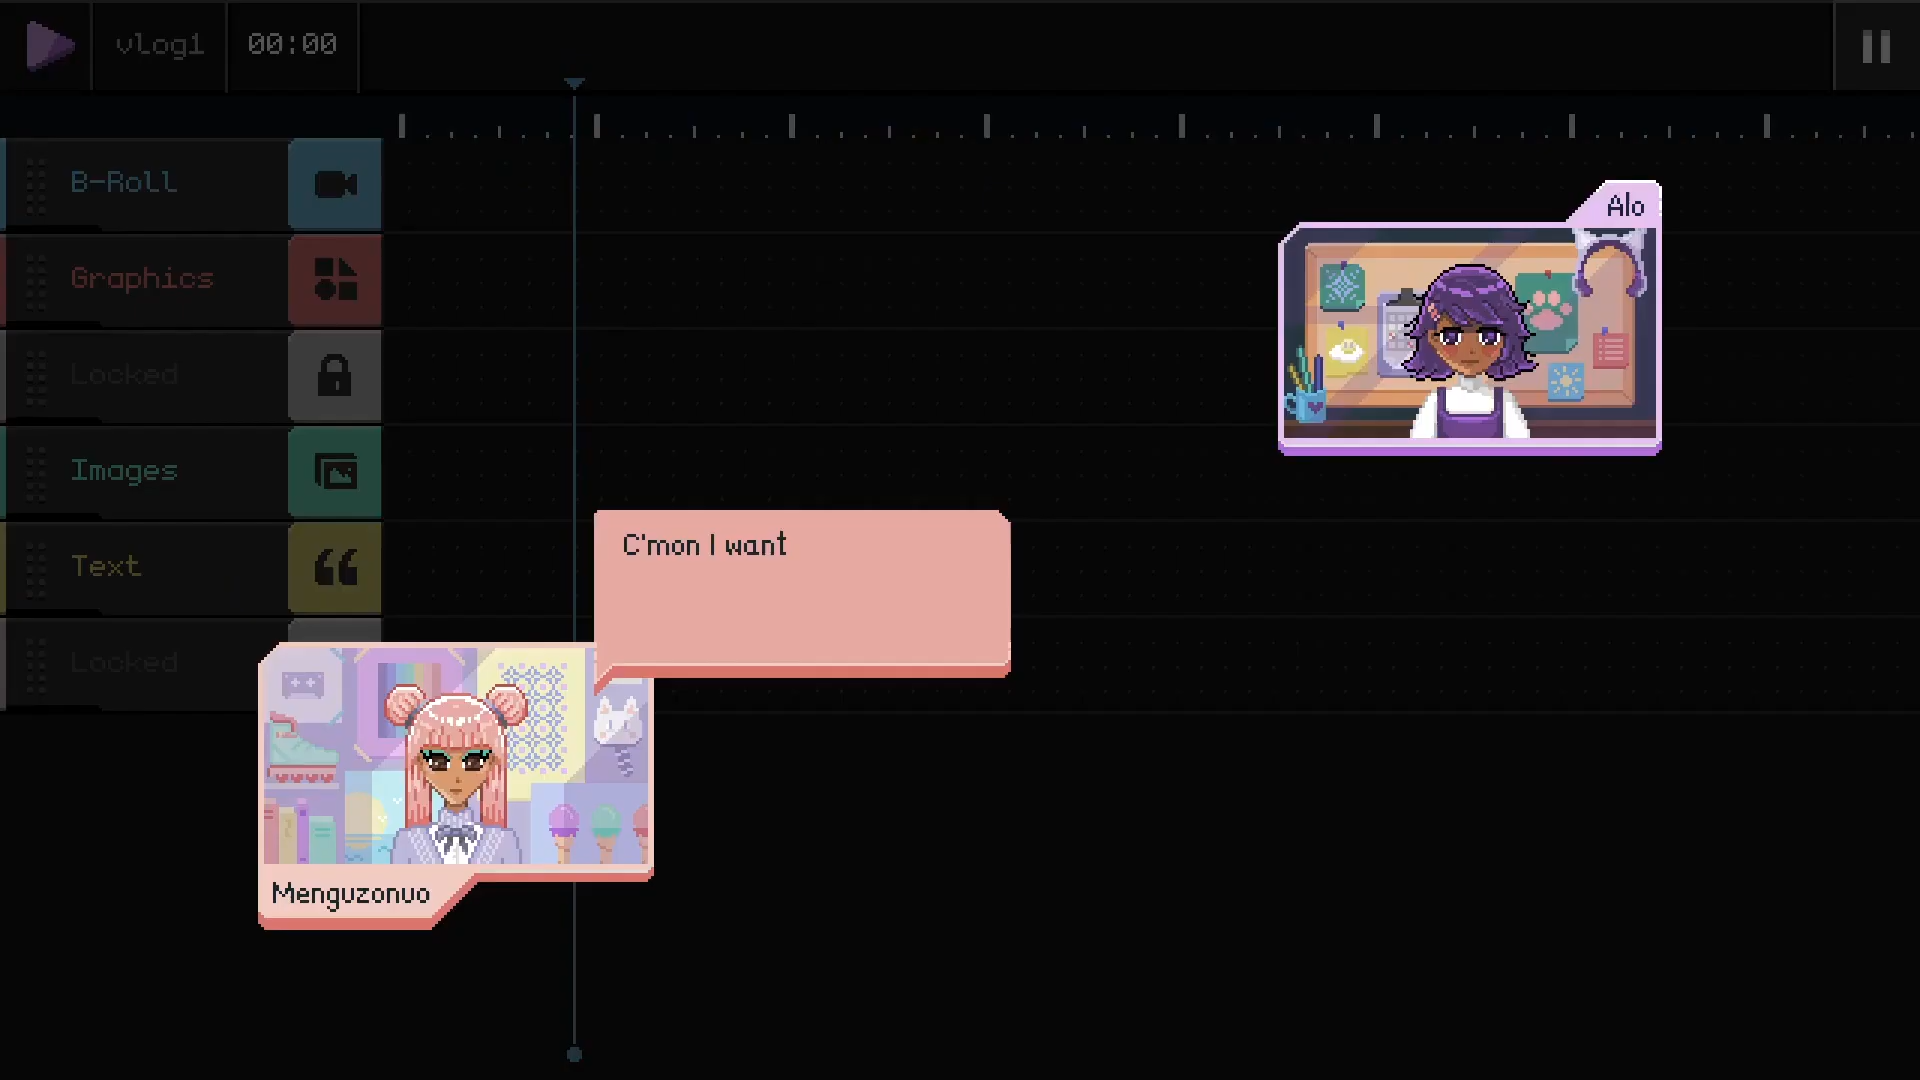 vlog1
00:00
B-Roll
Graphics
Locked
Images
Text
Locked
Alo
C'mon I want
Menguzonuo